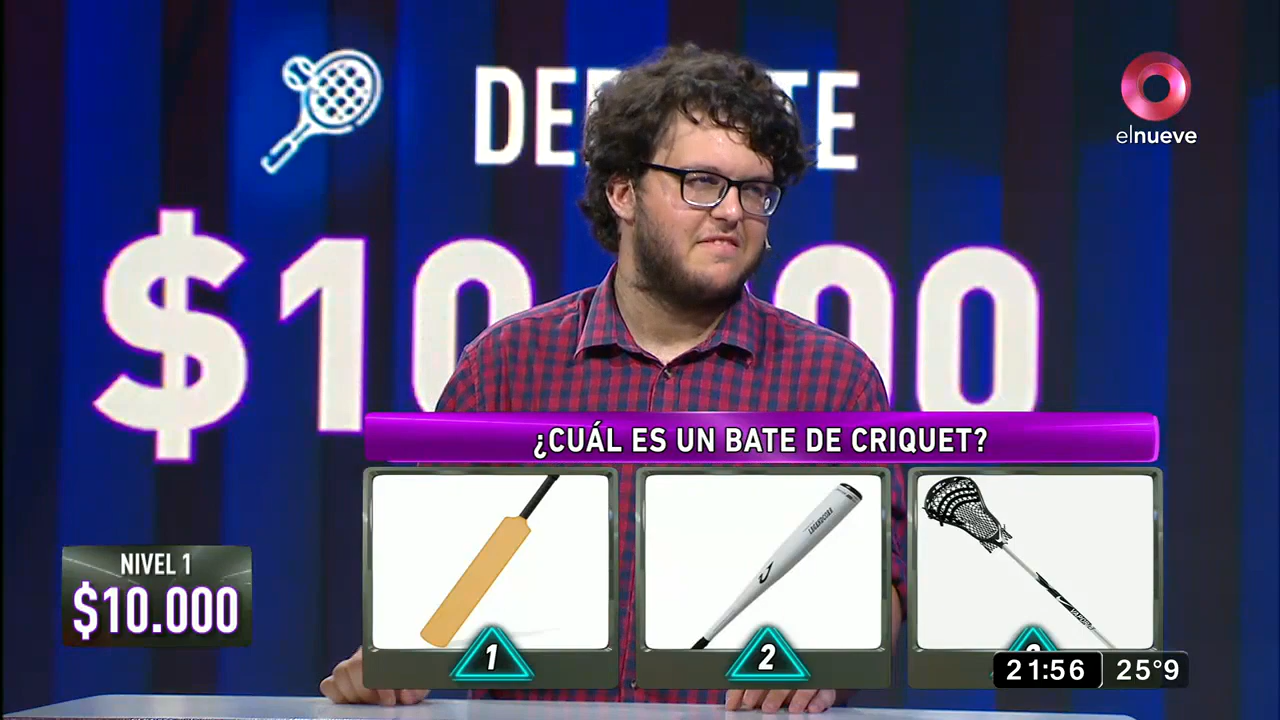 DE TE
elnueve
$10. 00
¿CUÁL ES UN BATE DE CRIQUET?
NIVEL 1
$10.000
1
2
21:56
25°9